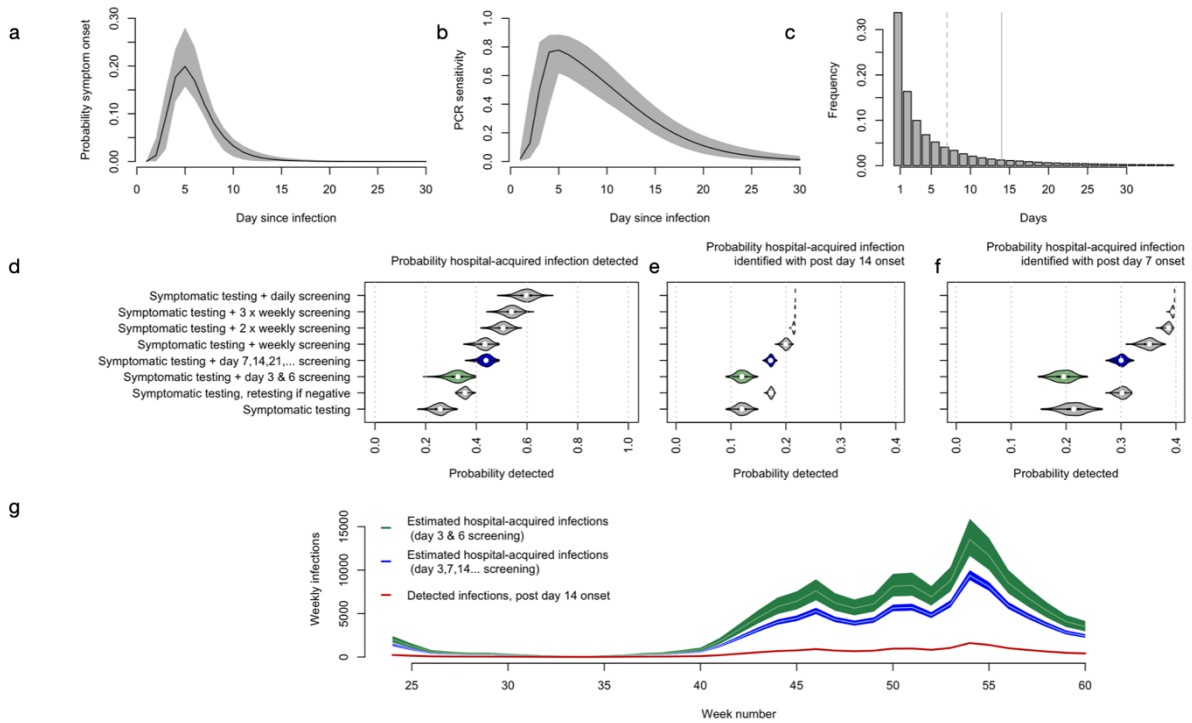 a
Probability symptom onset
0.00
0.10
0.20
0.30
0
5
10
15
20
25
30
Day since infection
b
PCR sensitivity
0.0
0.2
0.4
0.6
0.8
1.0
0
5
10
15
20
25
30
Day since infection
c
Frequency
0.00
0.10
0.20
0.30
1
5
10
15
20
25
30
Days
d
Probability hospital-acquired infection detected
Symptomatic testing + daily screening
Symptomatic testing + 3 x weekly screening
Symptomatic testing + 2 x weekly screening
Symptomatic testing + weekly screening
Symptomatic testing + day 7,14,21,... screening
Symptomatic testing + day 3 & 6 screening
Symptomatic testing, retesting if negative
Symptomatic testing
0.0
0.2
0.4
0.6
0.8
1.0
Probability detected
e
Probability hospital-acquired infection
identified with post day 14 onset
0.0
0.1
0.2
0.3
0.4
Probability detected
f
Probability hospital-acquired infection
identified with post day 7 onset
0.0
0.1
0.2
0.3
0.4
Probability detected
g
Weekly infections
0
5000
10000
15000
Estimated hospital-acquired infections
(day 3 & 6 screening)
Estimated hospital-acquired infections
(day 3,7,14... screening)
Detected infections, post day 14 onset
25
30
35
40
45
50
55
60
Week number